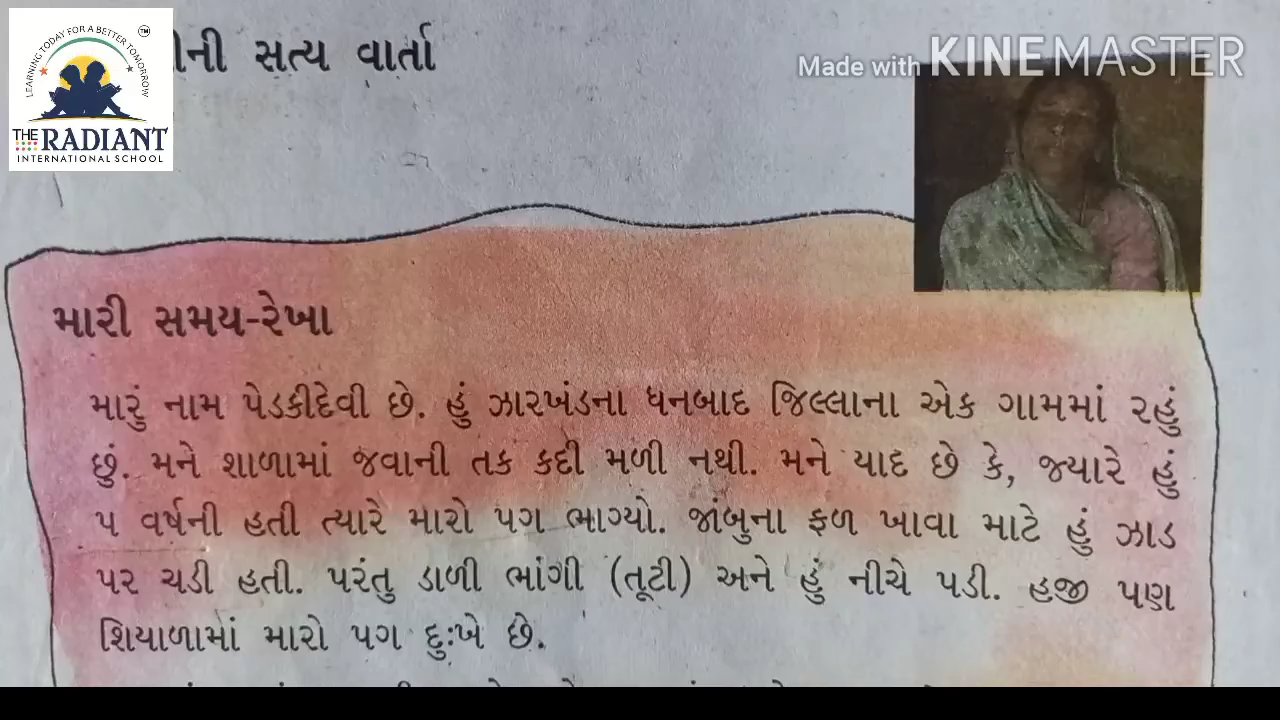 LEARNING TODAY FOR A BETTER TOMORROW
TM
THE RADIANT
INTERNATIONAL SCHOOL
Made with KINEMASTER
સત્ય વાર્તા
મારી સમય-રેખા
મારું નામ પેડકીદેવી છે. હું ઝારખંડના ધનબાદ જિલ્લાના એક ગામમાં રહું
છું. મને શાળામાં જવાની તક કદી મળી નથી. મને યાદ છે કે, જ્યારે હું
૫ વર્ષની હતી ત્યારે મારો પગ ભાગ્યો. જાંબુના ફળ ખાવા માટે હું ઝાડ
પર ચડી હતી. પરંતુ ડાળી ભાંગી (તૂટી) અને હું નીચે પડી. હજી પણ
શિયાળામાં મારો પગ દુઃખે છે.